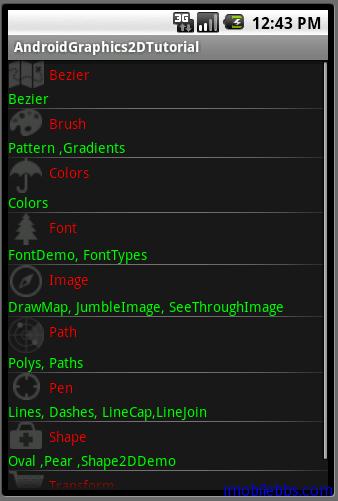 3G 12:43 PM
AndroidGraphics2DTutorial
Bezier
Bezier
Brush
Pattern ,Gradients
Colors
Colors
Font
FontDemo, FontTypes
Image
DrawMap, JumbleImage, SeeThroughImage
Path
Polys, Paths
Pen
Lines, Dashes, LineCap,LineJoin
Shape
Oval ,Pear ,Shape2DDemo
Transform
imobilebbs.com